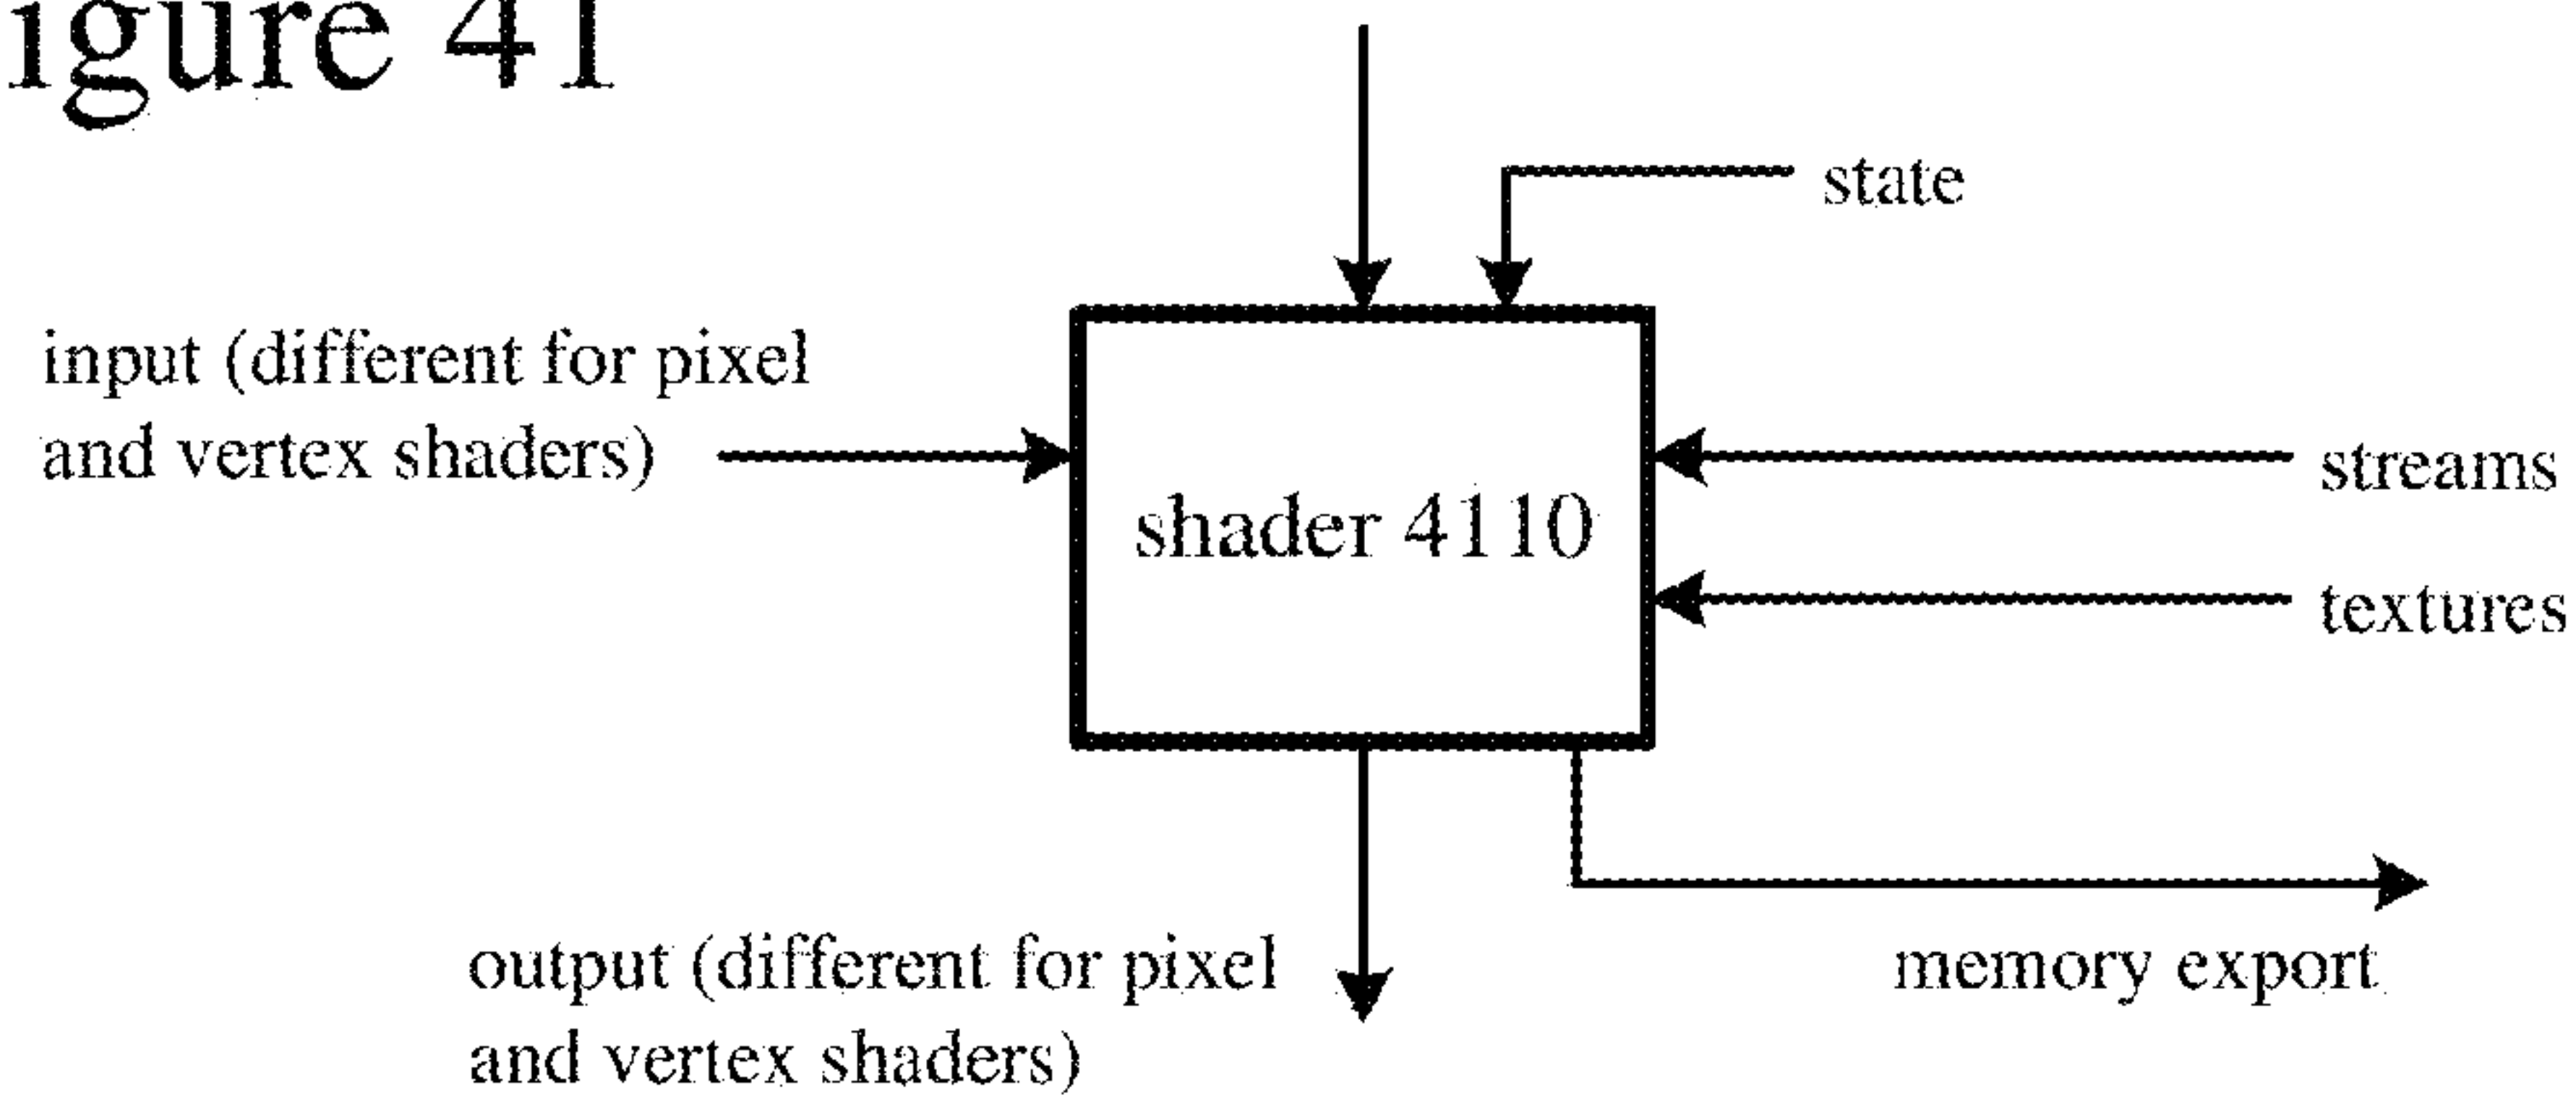 igure 41
state
input (different for pixel
and vertex shaders)
streams
shader 4110
textures
output (different for pixel
and vertex shaders)
memory export